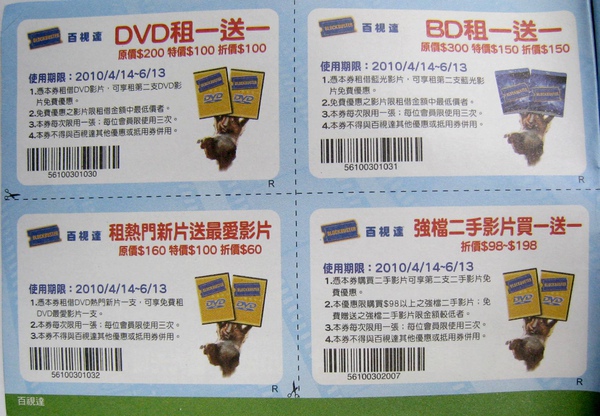 BLOCKBUSTER 百視達 DVD租一送一
原價$200 特價$100 折價$100
使用期限：2010/4/14~6/13
1.憑本券租借DVD影片，可享租第二支DVD影
片免費優惠。
2.免費優惠之影片限租借金額中最低價者。
3.本券每次限用一張；每位會員限使用三次。
4.本券不得與百視達其他優惠或抵用券併用。
56100301030
R
BLOCKBUSTER 百視達 BD租一送一
原價$300 特價$150 折價$150
使用期限：2010/4/14~6/13
1.憑本券租借藍光影片，可享租第二支藍光影
片免費優惠。
2.免費優惠之影片限租借金額中最低價者。
3.本券每次限用一張；每位會員限使用三次。
4.本券不得與百視達其他優惠或抵用券併用。
56100301031
R
BLOCKBUSTER 百視達 租熱門新片送最愛影片
原價$160 特價$100 折價$60
使用期限：2010/4/14~6/13
1.憑本券租借DVD熱門新片一支，可享免費租
DVD最愛影片一支。
2.本券每次限用一張；每位會員限使用三次。
3.本券不得與百視達其他優惠或抵用券併用。
56100301032
R
BLOCKBUSTER 百視達 強檔二手影片買一送一
折價$98~$198
使用期限：2010/4/14~6/13
1.憑本券購買二手影片可享第二支二手影片免
2.本優惠限購買$98以上之強檔二手影片；免
費贈送之二手影片限金額較低者。
3.本券每次限用一張；每位會員限使用三次。
4.本券不得與百視達其他優惠或抵用券併用。
56100302007
R
百視達